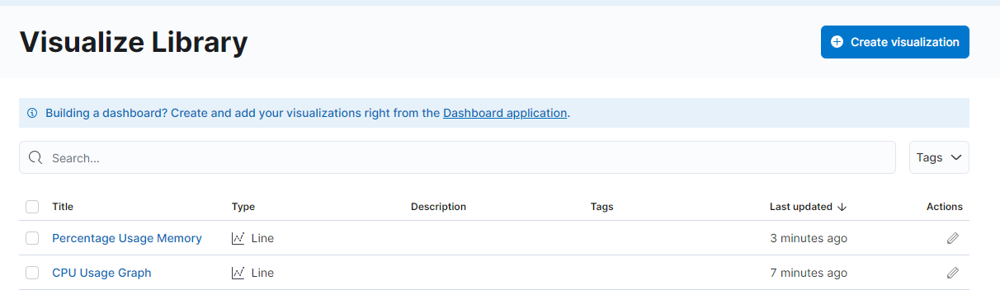 Visualize Library
Create visualization
Building a dashboard? Create and add your visualizations right from the Dashboard application.
Search...
Tags
Title Type Description Tags Last updated Actions
Percentage Usage Memory Line 3 minutes ago
CPU Usage Graph Line 7 minutes ago